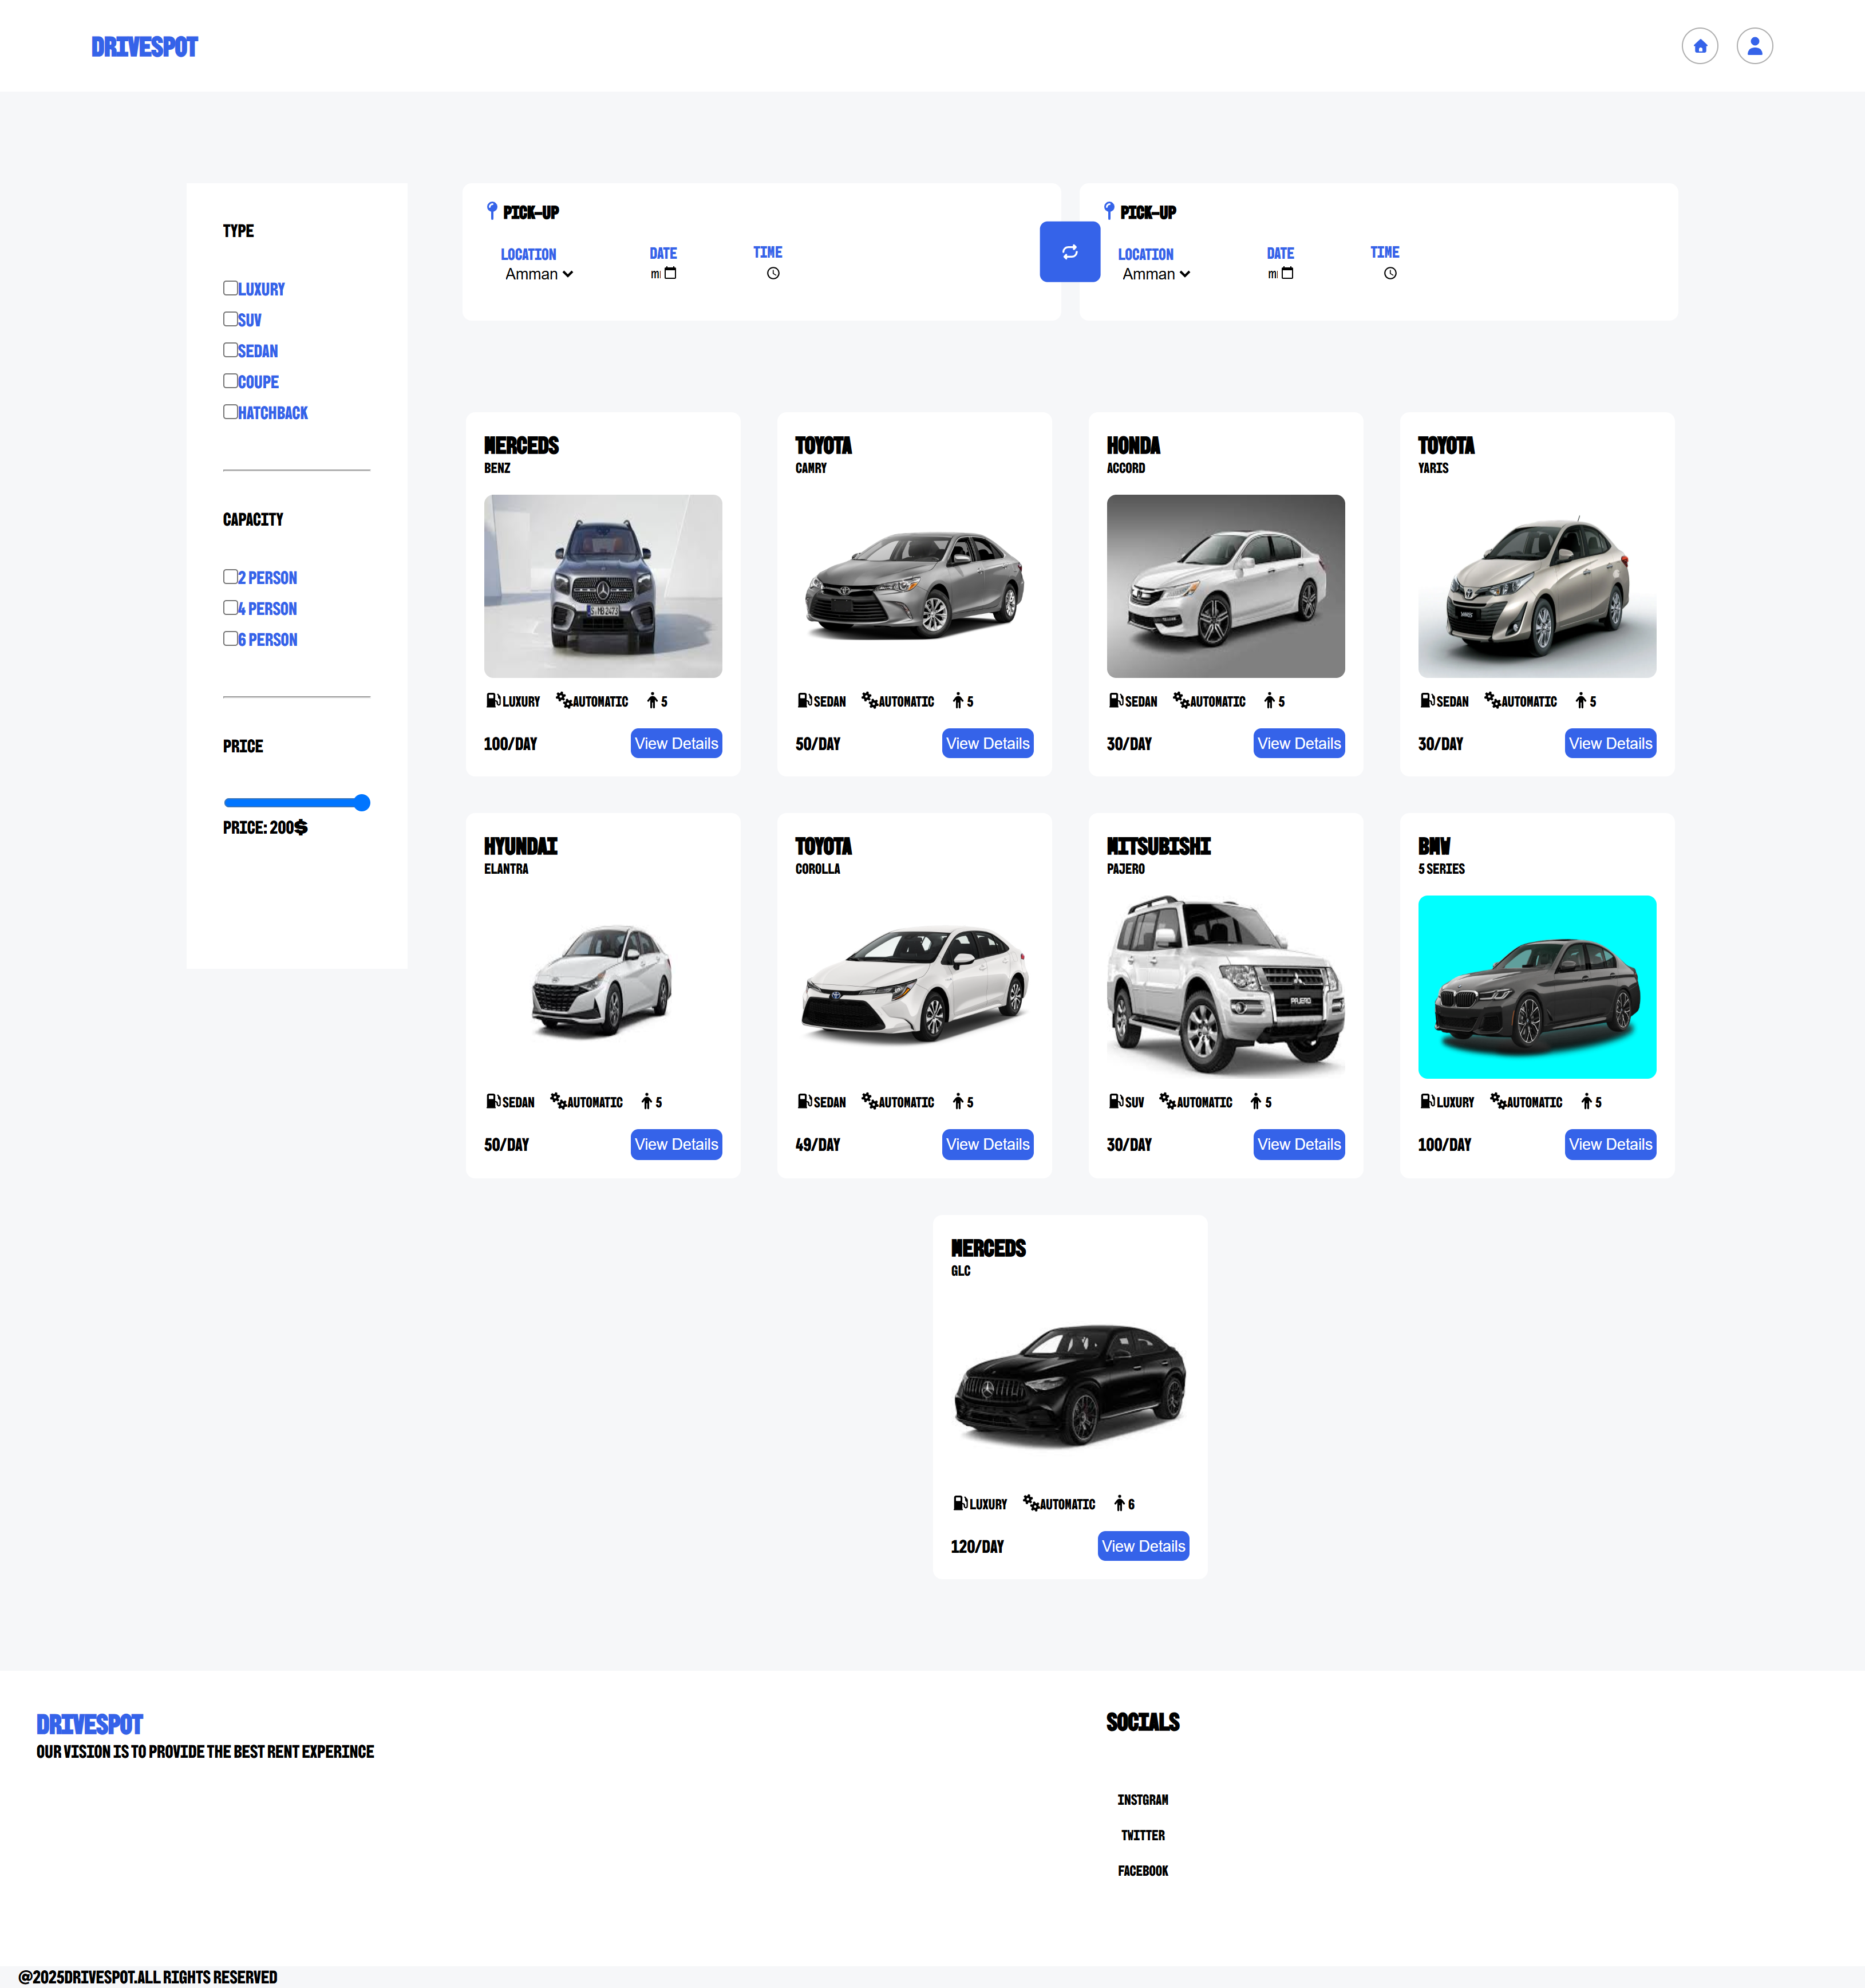 DRIVESPOT
TYPE
LUXURY
SUV
SEDAN
COUPE
HATCHBACK
CAPACITY
2 PERSON
4 PERSON
6 PERSON
PRICE
PRICE: 200$
PICK-UP
LOCATION DATE TIME
Amman
PICK-UP
LOCATION DATE TIME
Amman
MERCEDS
BENZ
S·MB2473
LUXURY AUTOMATIC 5
100/DAY View Details
TOYOTA
CAMRY
SEDAN AUTOMATIC 5
50/DAY View Details
HONDA
ACCORD
SEDAN AUTOMATIC 5
30/DAY View Details
TOYOTA
YARIS
YARIS
SEDAN AUTOMATIC 5
30/DAY View Details
HYUNDAI
ELANTRA
SEDAN AUTOMATIC 5
50/DAY View Details
TOYOTA
COROLLA
SEDAN AUTOMATIC 5
49/DAY View Details
MITSUBISHI
PAJERO
PAJERO
SUV AUTOMATIC 5
30/DAY View Details
BMW
5 SERIES
LUXURY AUTOMATIC 5
100/DAY View Details
MERCEDS
GLC
LUXURY AUTOMATIC 6
120/DAY View Details
DRIVESPOT
OUR VISION IS TO PROVIDE THE BEST RENT EXPERINCE
SOCIALS
INSTGRAM
TWITTER
FACEBOOK
@2025DRIVESPOT.ALL RIGHTS RESERVED